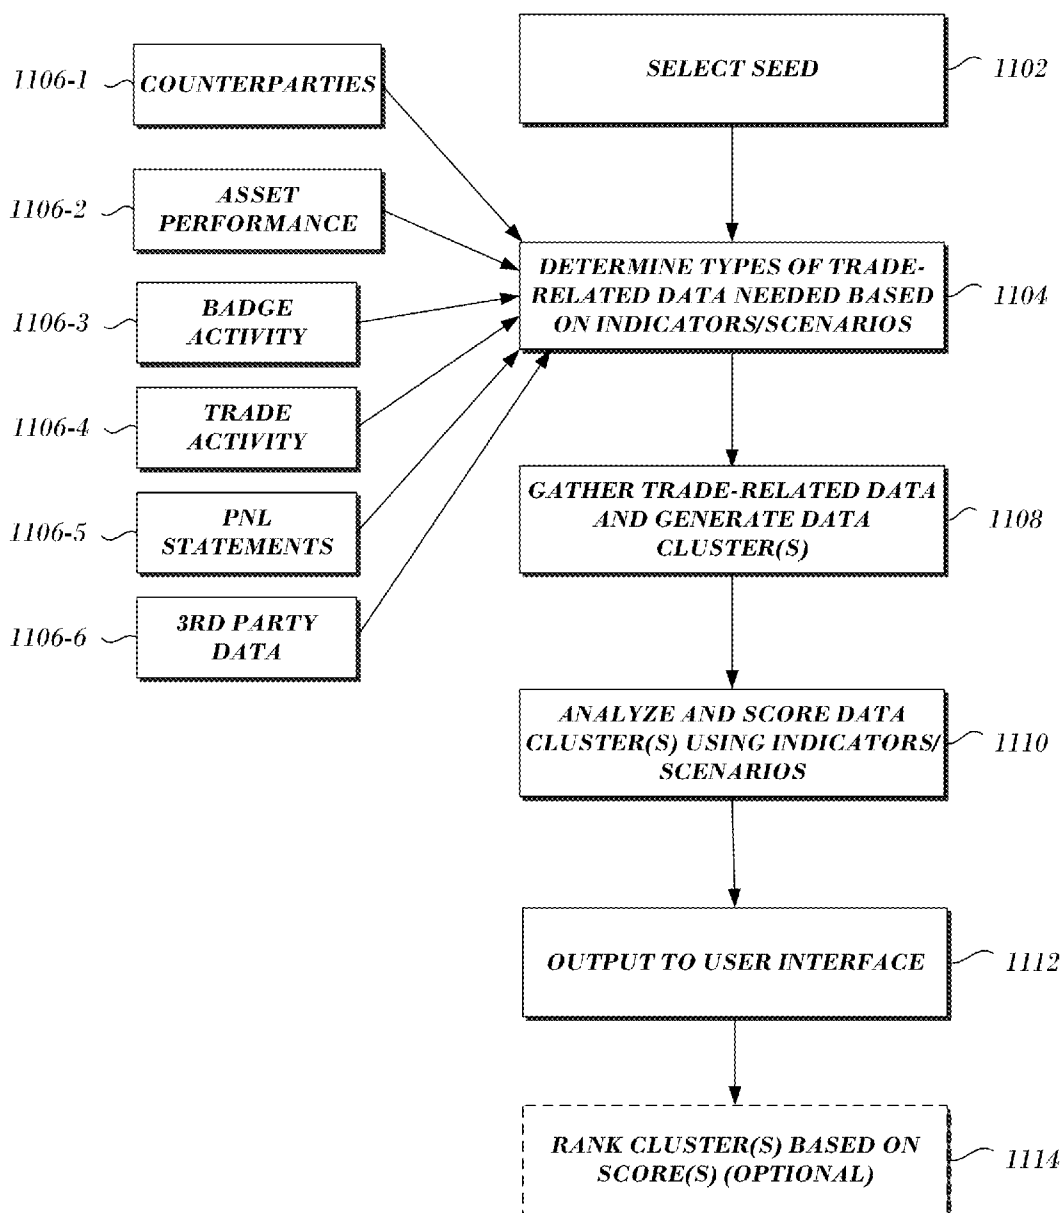 1106-1
COUNTERPARTIES
SELECT SEED
1102
1106-2
ASSET
PERFORMANCE
DETERMINE TYPES OF TRADE-
RELATED DATA NEEDED BASED
ON INDICATORS/SCENARIOS
1104
1106-3
BADGE
ACTIVITY
1106-4
TRADE
ACTIVITY
1106-5
PNL
STATEMENTS
GATHER TRADE-RELATED DATA
AND GENERATE DATA
CLUSTER(S)
1108
1106-6
3RD PARTY
DATA
ANALYZE AND SCORE DATA
CLUSTER(S) USING INDICATORS/
SCENARIOS
1110
OUTPUT TO USER INTERFACE
1112
RANK CLUSTER(S) BASED ON
SCORE(S) (OPTIONAL)
1114